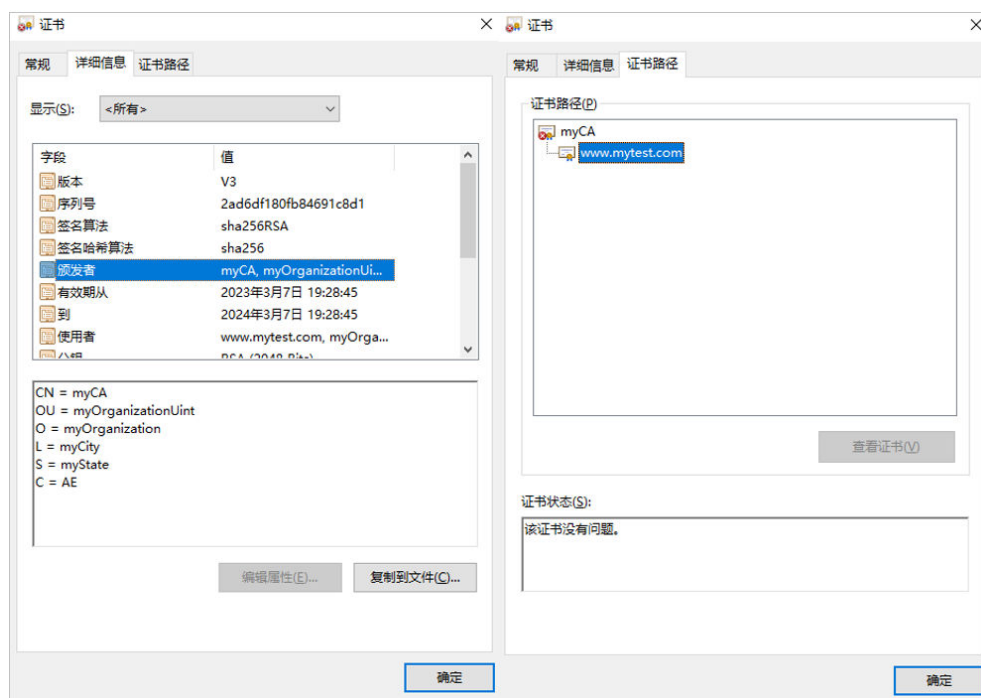 证书
常规 详细信息 证书路径
显示(S): <所有>
字段 值
版本 V3
序列号 2ad6df180fb84691c8d1
签名算法 sha256RSA
签名哈希算法 sha256
颁发者 myCA, myOrganizationUi...
有效期从 2023年3月7日 19:28:45
到 2024年3月7日 19:28:45
使用者 www.mytest.com, myOrga...
CN = myCA
OU = myOrganizationUint
O = myOrganization
L = myCity
S = myState
C = AE
编辑属性(E)... 复制到文件(C)...
确定
证书
常规 详细信息 证书路径
证书路径(P)
myCA
www.mytest.com
查看证书(V)
证书状态(S):
该证书没有问题。
确定